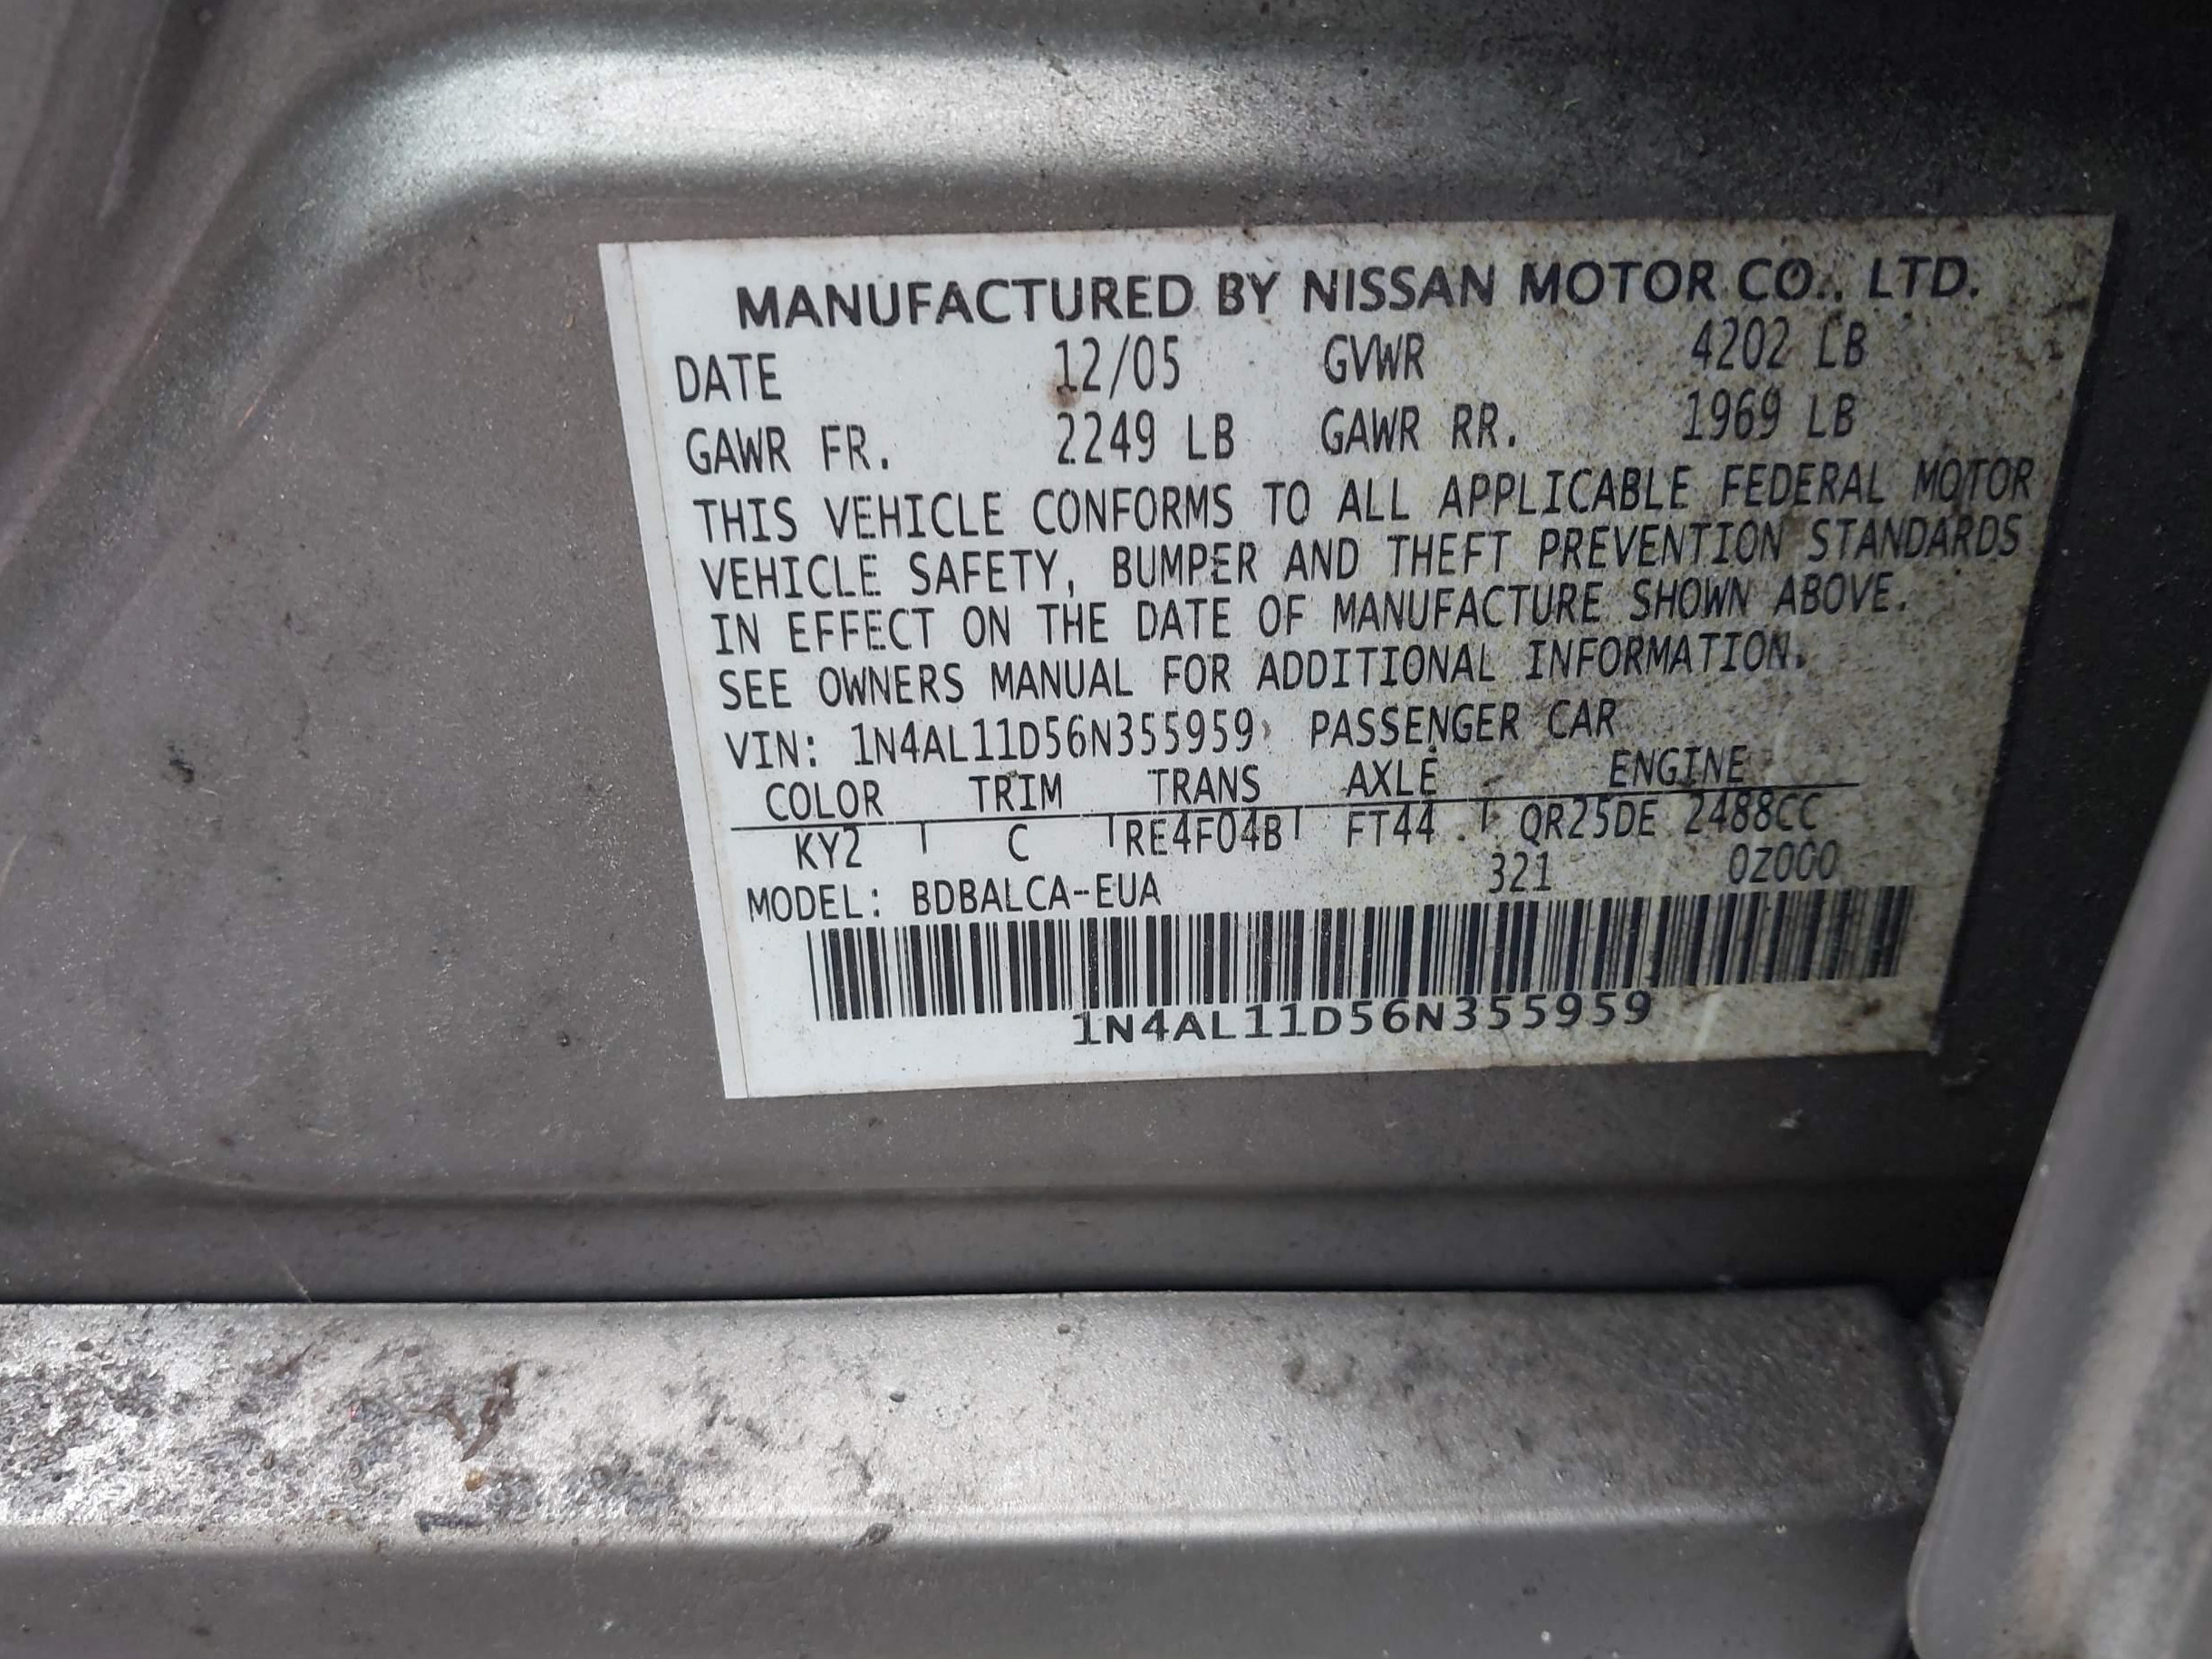 MANUFACTURED BY NISSAN MOTOR CO., LTD.
DATE 12/05 GVWR 4202 LB
GAWR FR. 2249 LB GAWR RR. 1969 LB
THIS VEHICLE CONFORMS TO ALL APPLICABLE FEDERAL MOTOR
VEHICLE SAFETY, BUMPER AND THEFT PREVENTION STANDARDS
IN EFFECT ON THE DATE OF MANUFACTURE SHOWN ABOVE.
SEE OWNERS MANUAL FOR ADDITIONAL INFORMATION.
VIN: 1N4AL11D56N355959 PASSENGER CAR
COLOR TRIM TRANS AXLE ENGINE
KY2 C RE4F04B FT44 QR25DE 2488CC
MODEL: BDBALCA-EUA 321 0Z000
1N4AL11D56N355959